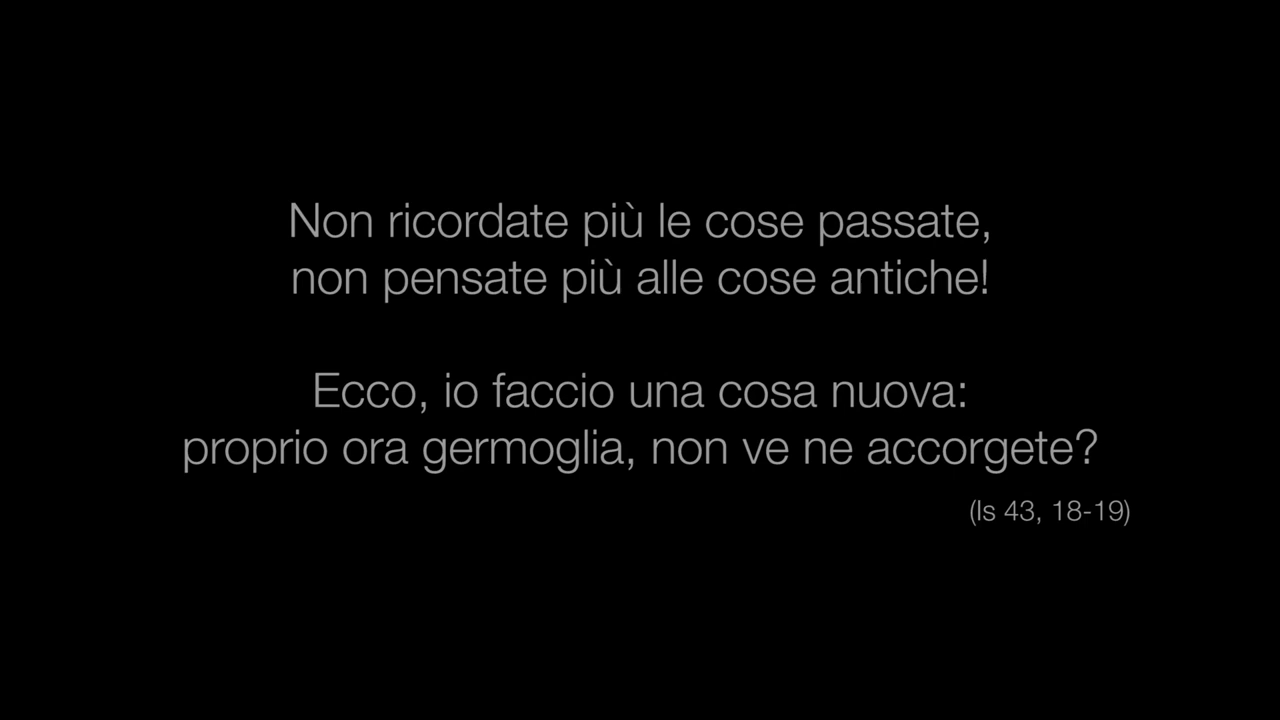 Non ricordate più le cose passate,
non pensate più alle cose antiche!
Ecco, io faccio una cosa nuova:
proprio ora germoglia, non ve ne accorgete?
(Is 43, 18-19)